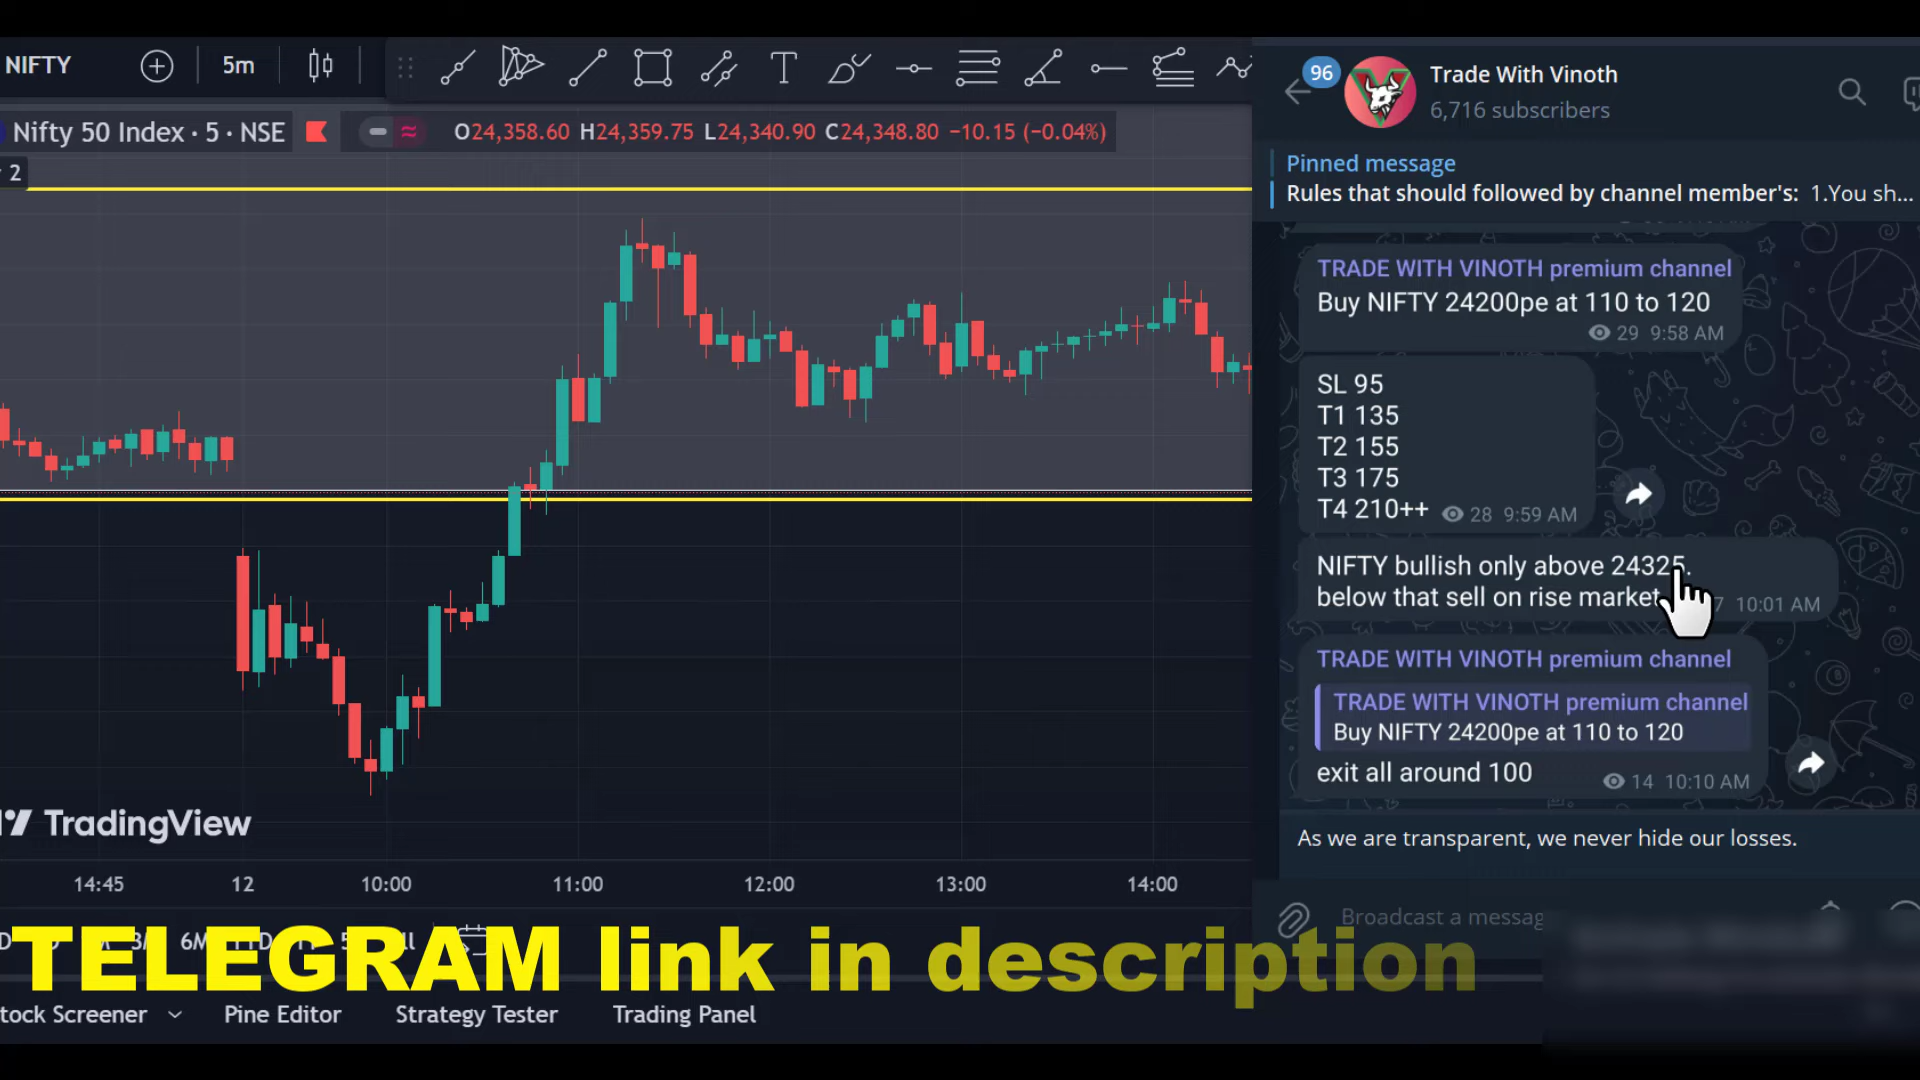 NIFTY
5m
Nifty 50 Index · 5 · NSE
O24,358.60 H24,359.75 L24,340.90 C24,348.80 −10.15 (−0.04%)
2
TradingView
14:45 12 10:00 11:00 12:00 13:00 14:00
TELEGRAM link in description
tock Screener Pine Editor Strategy Tester Trading Panel
96
Trade With Vinoth
6,716 subscribers
Pinned message
Rules that should followed by channel member's: 1.You sh...
TRADE WITH VINOTH premium channel
Buy NIFTY 24200pe at 110 to 120
29 9:58 AM
SL 95
T1 135
T2 155
T3 175
T4 210++
28 9:59 AM
NIFTY bullish only above 24325.
below that sell on rise market
10:01 AM
TRADE WITH VINOTH premium channel
TRADE WITH VINOTH premium channel
Buy NIFTY 24200pe at 110 to 120
exit all around 100
14 10:10 AM
As we are transparent, we never hide our losses.
Broadcast a messag